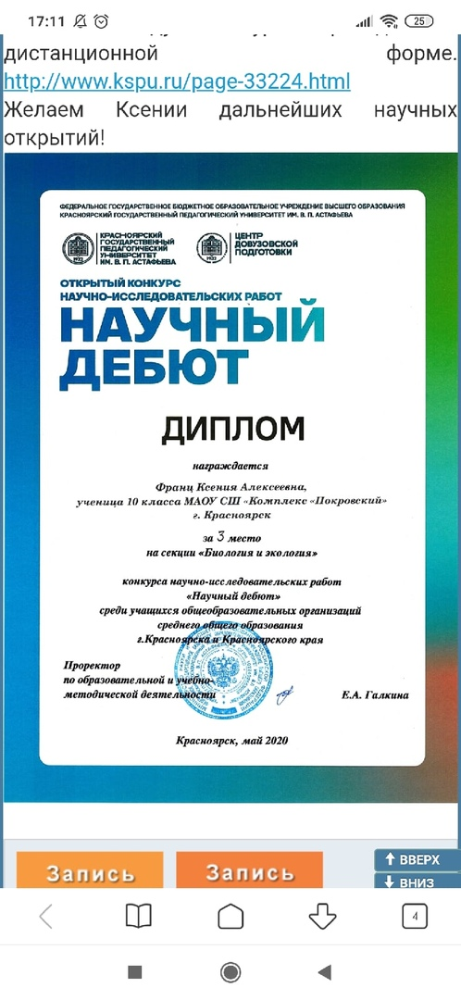 17:11
25
дистанционной форме.
http://www.kspu.ru/page-33224.html
Желаем Ксении дальнейших научных
открытий!
ФЕДЕРАЛЬНОЕ ГОСУДАРСТВЕННОЕ БЮДЖЕТНОЕ ОБРАЗОВАТЕЛЬНОЕ УЧРЕЖДЕНИЕ ВЫСШЕГО ОБРАЗОВАНИЯ
КРАСНОЯРСКИЙ ГОСУДАРСТВЕННЫЙ ПЕДАГОГИЧЕСКИЙ УНИВЕРСИТЕТ ИМ. В. П. АСТАФЬЕВА
КРАСНОЯРСКИЙ
ГОСУДАРСТВЕННЫЙ
ПЕДАГОГИЧЕСКИЙ
УНИВЕРСИТЕТ
ИМ. В. П. АСТАФЬЕВА
ЦЕНТР
ДОВУЗОВСКОЙ
ПОДГОТОВКИ
ОТКРЫТЫЙ КОНКУРС
НАУЧНО-ИССЛЕДОВАТЕЛЬСКИХ РАБОТ
НАУЧНЫЙ
ДЕБЮТ
ДИПЛОМ
награждается
Франц Ксения Алексеевна,
ученица 10 класса МАОУ СШ «Комплекс «Покровский»
г. Красноярск
за 3 место
на секции «Биология и экология»
конкурса научно-исследовательских работ
«Научный дебют»
среди учащихся общеобразовательных организаций
среднего общего образования
г.Красноярска и Красноярского края
Проректор
по образовательной и учебно-
методической деятельности
Е.А. Галкина
Красноярск, май 2020
Запись
Запись
ВВЕРХ
ВНИЗ
4